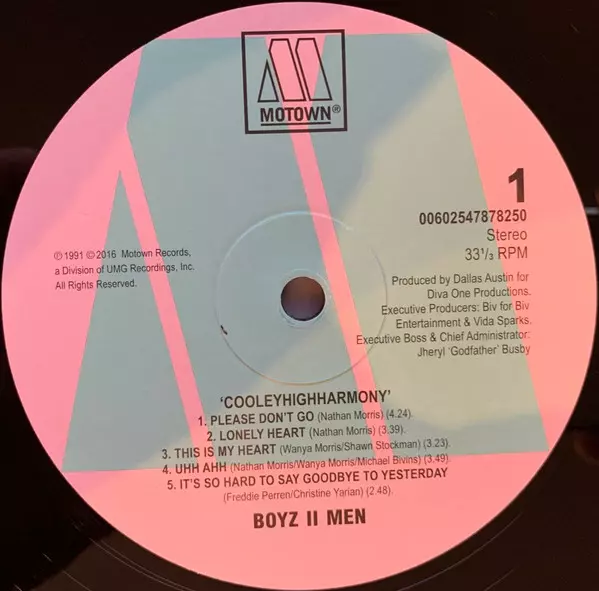 MOTOWN®
1
00602547878250
Stereo
33⅓ RPM
℗ 1991 © 2016 Motown Records,
a Division of UMG Recordings, Inc.
All Rights Reserved.
Produced by Dallas Austin for
Diva One Productions.
Executive Producers: Biv for Biv
Entertainment & Vida Sparks.
Executive Boss & Chief Administrator:
Jheryl 'Godfather' Busby
'COOLEYHIGHHARMONY'
1. PLEASE DON'T GO (Nathan Morris) (4.24).
2. LONELY HEART (Nathan Morris) (3.39).
3. THIS IS MY HEART (Wanya Morris/Shawn Stockman) (3.23).
4. UHH AHH (Nathan Morris/Wanya Morris/Michael Bivins) (3.49).
5. IT'S SO HARD TO SAY GOODBYE TO YESTERDAY
(Freddie Perren/Christine Yarian) (2:48).
BOYZ II MEN